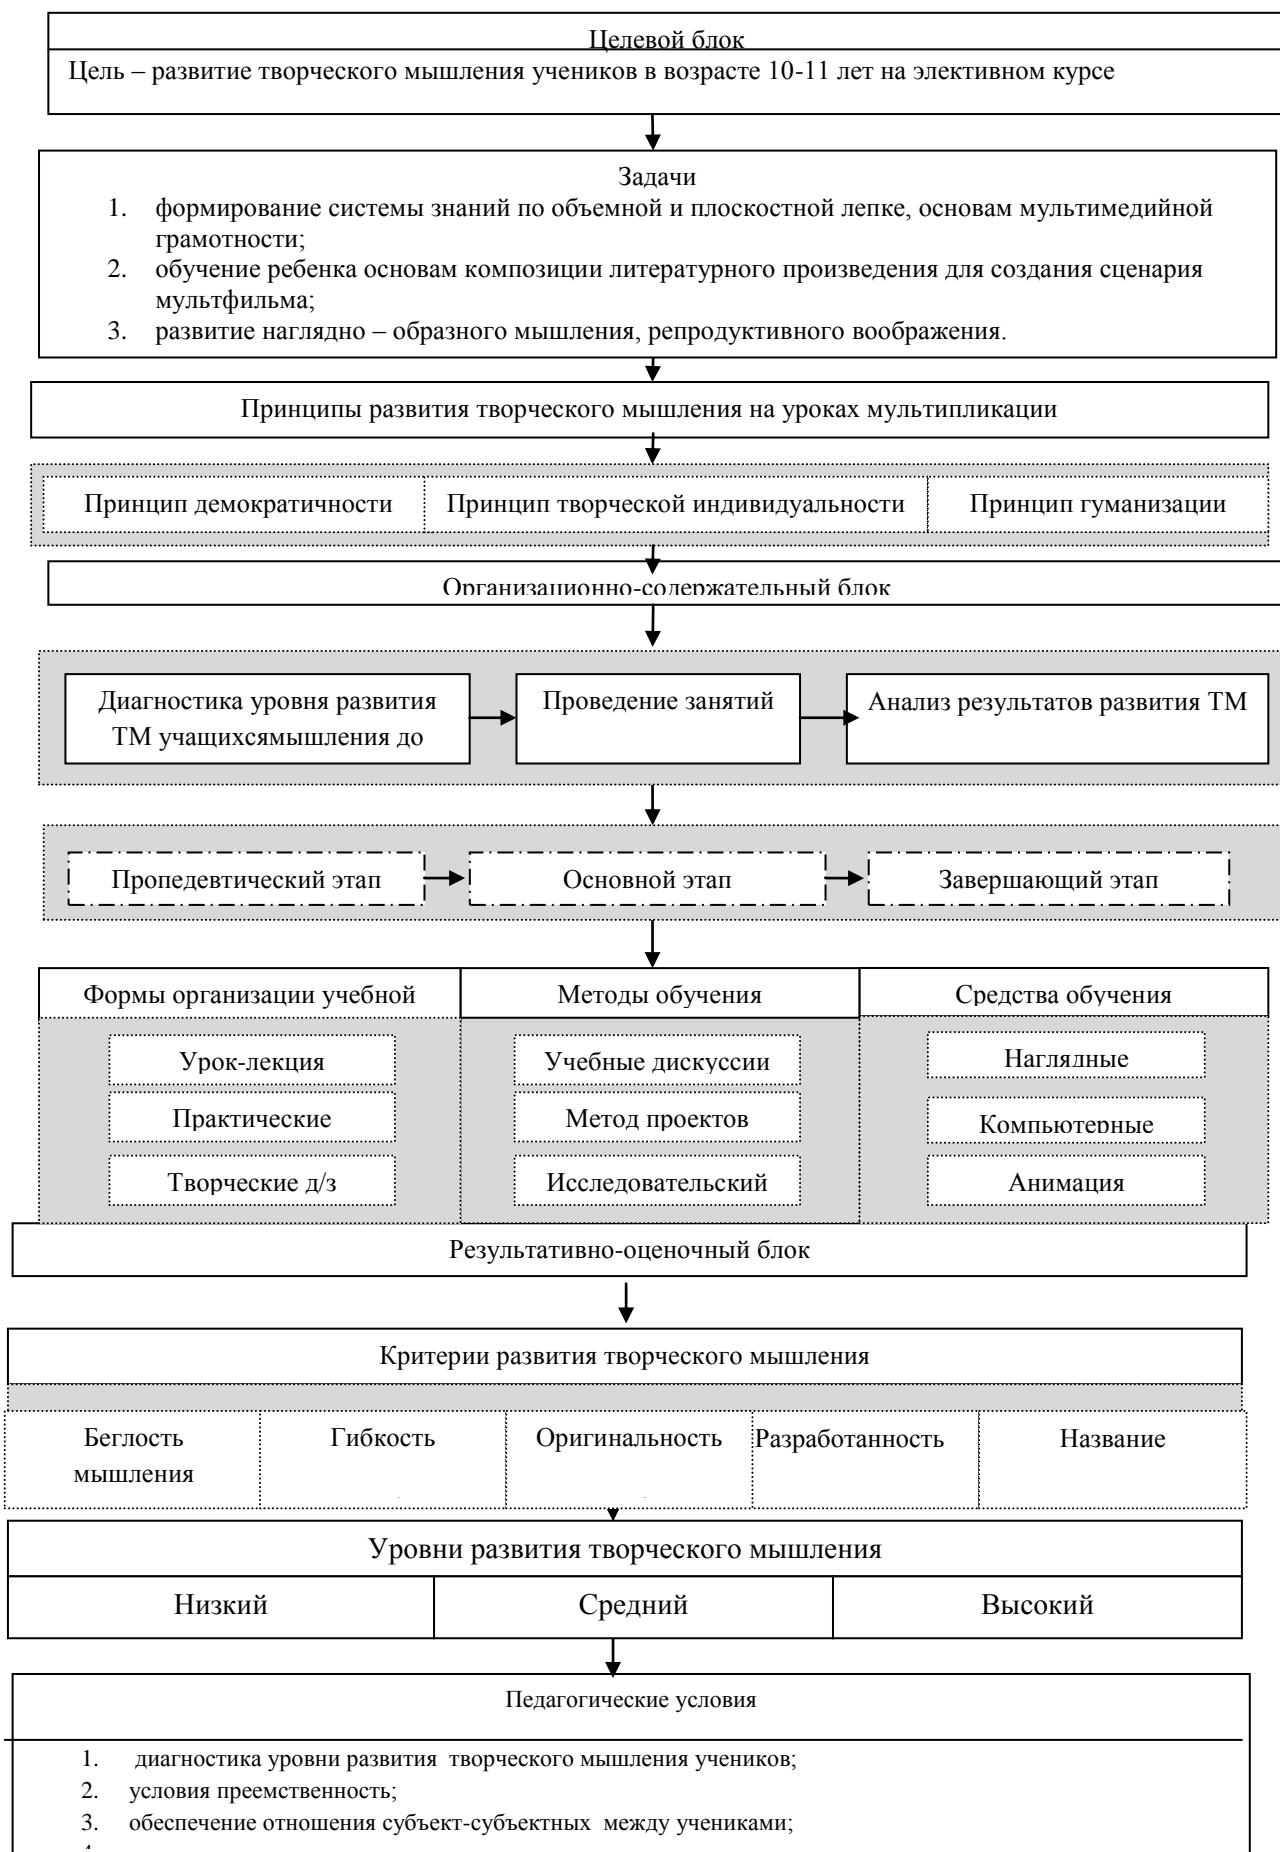 Целевой блок
Цель – развитие творческого мышления учеников в возрасте 10-11 лет на элективном курсе
Задачи
1. формирование системы знаний по объемной и плоскостной лепке, основам мультимедийной
грамотности;
2. обучение ребенка основам композиции литературного произведения для создания сценария
мультфильма;
3. развитие наглядно – образного мышления, репродуктивного воображения.
Принципы развития творческого мышления на уроках мультипликации
Принцип демократичности
Принцип творческой индивидуальности
Принцип гуманизации
Организационно-содержательный блок
Диагностика уровня развития
ТМ учащихсямышления до
Проведение занятий
Анализ результатов развития ТМ
Пропедевтический этап
Основной этап
Завершающий этап
Формы организации учебной
Методы обучения
Средства обучения
Урок-лекция
Учебные дискуссии
Наглядные
Практические
Метод проектов
Компьютерные
Творческие д/з
Исследовательский
Анимация
Результативно-оценочный блок
Критерии развития творческого мышления
Беглость
мышления
Гибкость
Оригинальность
Разработанность
Название
Уровни развития творческого мышления
Низкий
Средний
Высокий
Педагогические условия
1. диагностика уровни развития творческого мышления учеников;
2. условия преемственность;
3. обеспечение отношения субъект-субъектных между учениками;